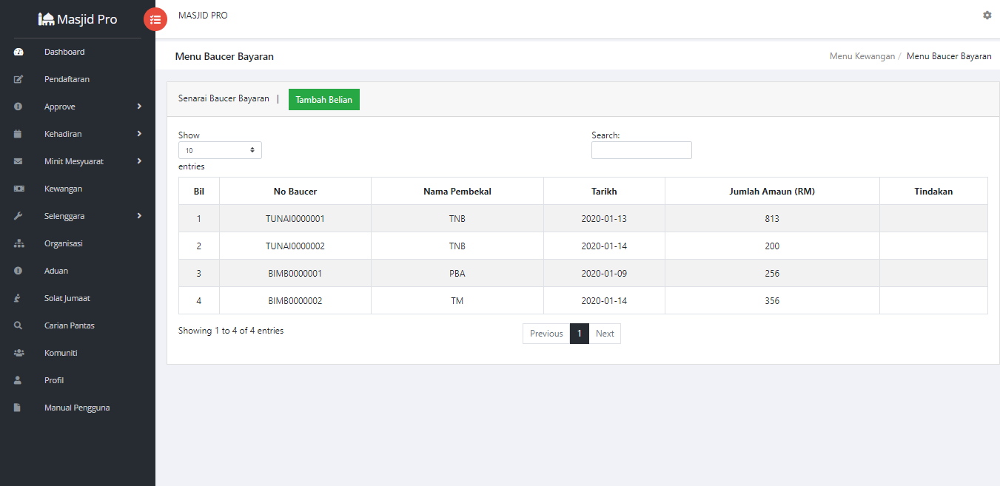 Masjid Pro
MASJID PRO
Dashboard
Pendaftaran
Approve
Kehadiran
Minit Mesyuarat
Kewangan
Selenggara
Organisasi
Aduan
Solat Jumaat
Carian Pantas
Komuniti
Profil
Manual Pengguna
Menu Baucer Bayaran
Menu Kewangan / Menu Baucer Bayaran
Senarai Baucer Bayaran | Tambah Belian
Show
10
entries
Search:
Bil No Baucer Nama Pembekal Tarikh Jumlah Amaun (RM) Tindakan
1 TUNAI0000001 TNB 2020-01-13 813
2 TUNAI0000002 TNB 2020-01-14 200
3 BIMB0000001 PBA 2020-01-09 256
4 BIMB0000002 TM 2020-01-14 356
Showing 1 to 4 of 4 entries
Previous 1 Next